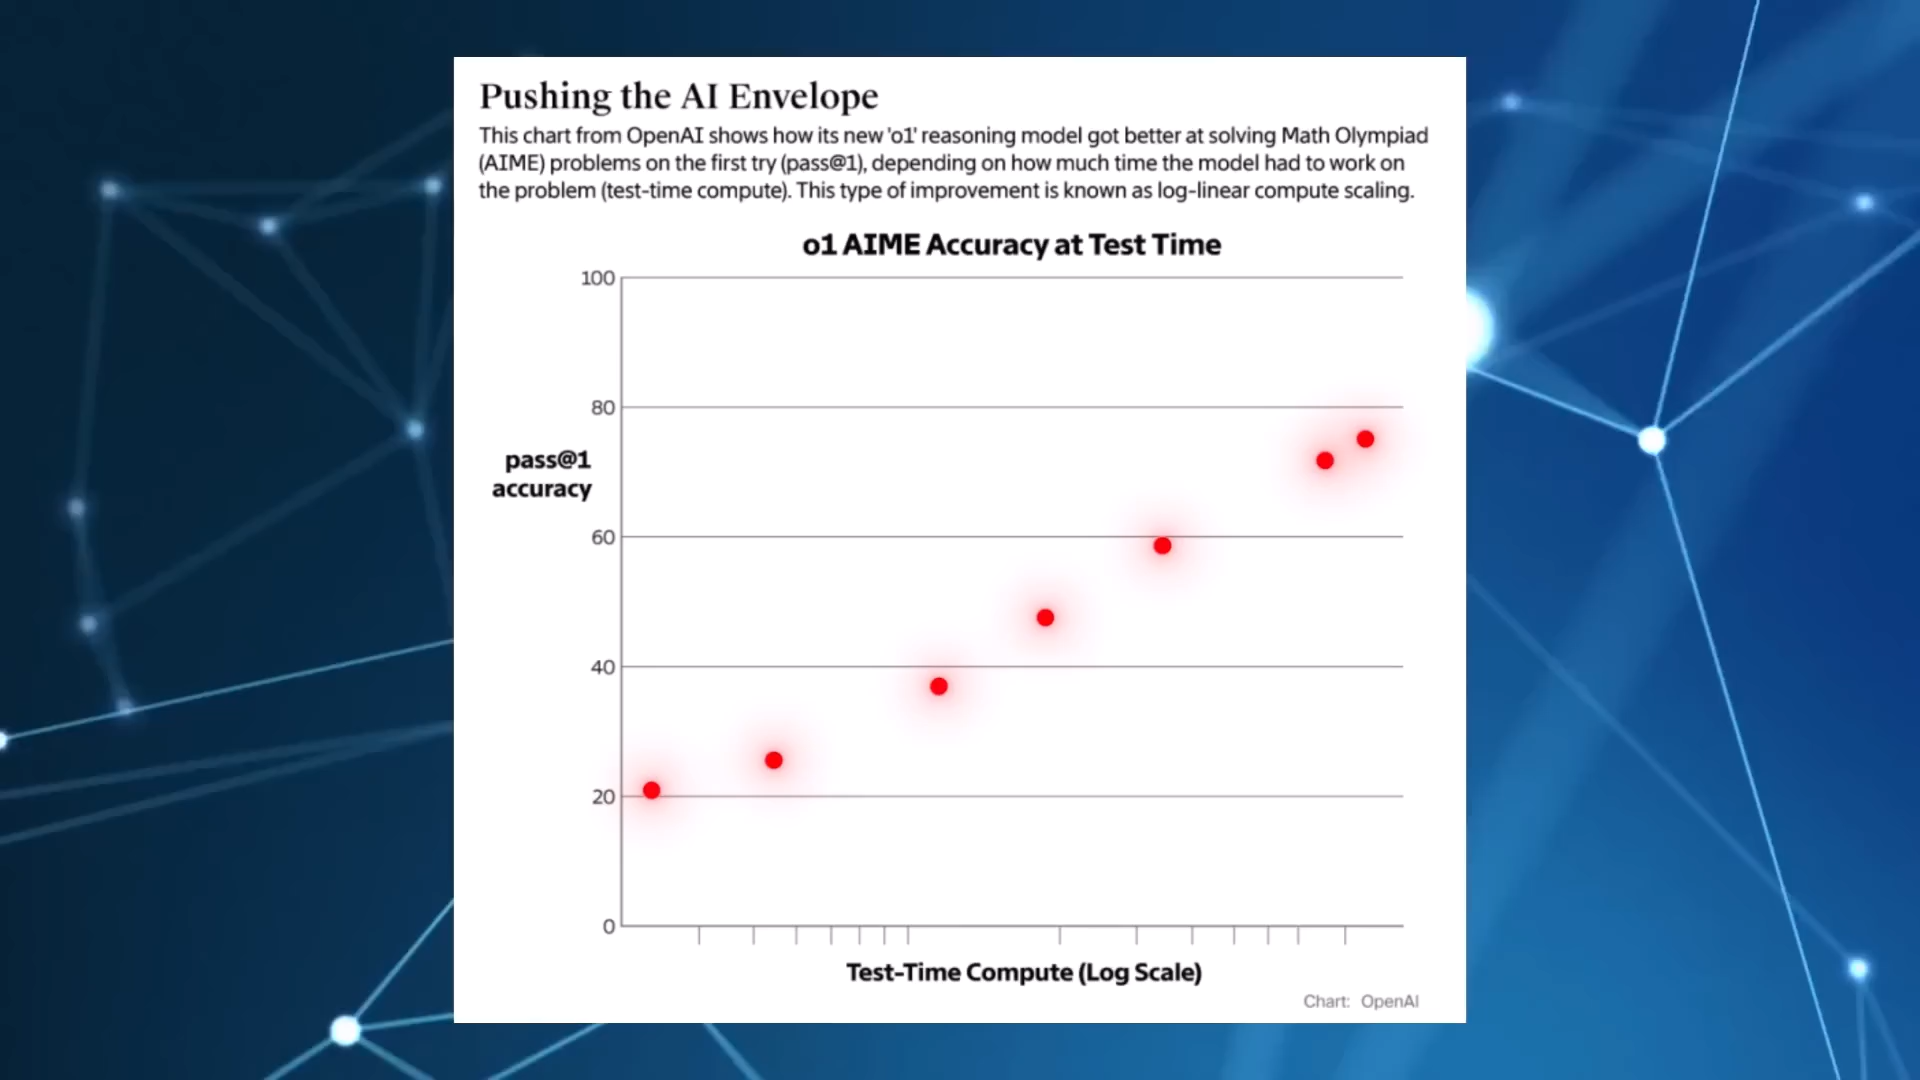 Pushing the AI Envelope
This chart from OpenAI shows how its new 'o1' reasoning model got better at solving Math Olympiad
(AIME) problems on the first try (pass@1), depending on how much time the model had to work on
the problem (test-time compute). This type of improvement is known as log-linear compute scaling.
o1 AIME Accuracy at Test Time
100
80
pass@1
accuracy
60
40
20
0
Test-Time Compute (Log Scale)
Chart: OpenAI